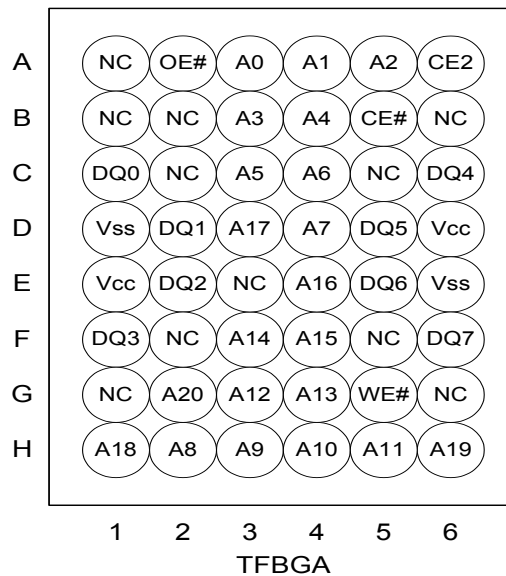 A NC OE# A0 A1 A2 CE2
B NC NC A3 A4 CE# NC
C DQ0 NC A5 A6 NC DQ4
D Vss DQ1 A17 A7 DQ5 Vcc
E Vcc DQ2 NC A16 DQ6 Vss
F DQ3 NC A14 A15 NC DQ7
G NC A20 A12 A13 WE# NC
H A18 A8 A9 A10 A11 A19
1 2 3 4 5 6
TFBGA